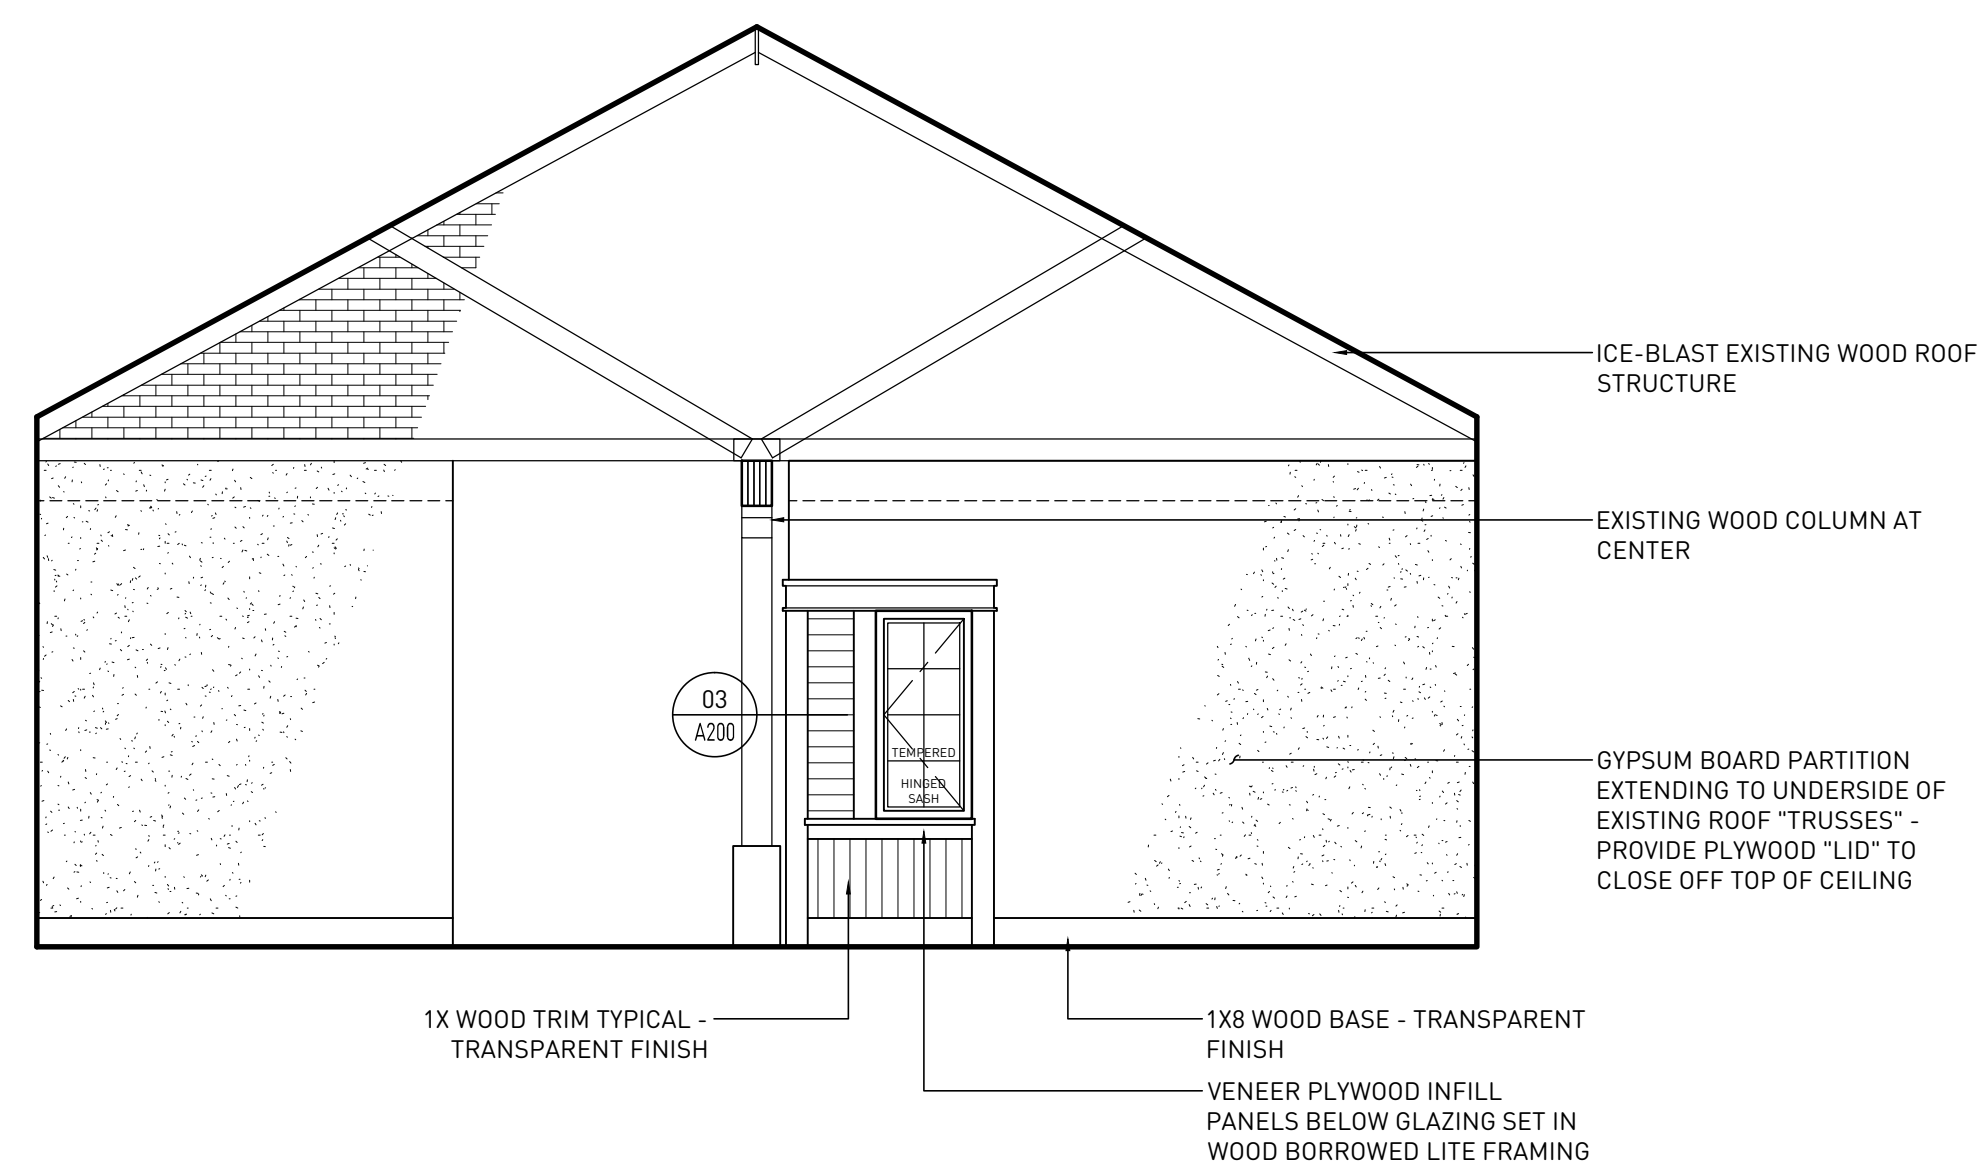 ICE-BLAST EXISTING WOOD ROOF
STRUCTURE
EXISTING WOOD COLUMN AT
CENTER
03
A200
TEMPERED
HINGED
SASH
GYPSUM BOARD PARTITION
EXTENDING TO UNDERSIDE OF
EXISTING ROOF "TRUSSES" -
PROVIDE PLYWOOD "LID" TO
CLOSE OFF TOP OF CEILING
1X WOOD TRIM TYPICAL -
TRANSPARENT FINISH
1X8 WOOD BASE - TRANSPARENT
FINISH
VENEER PLYWOOD INFILL
PANELS BELOW GLAZING SET IN
WOOD BORROWED LITE FRAMING